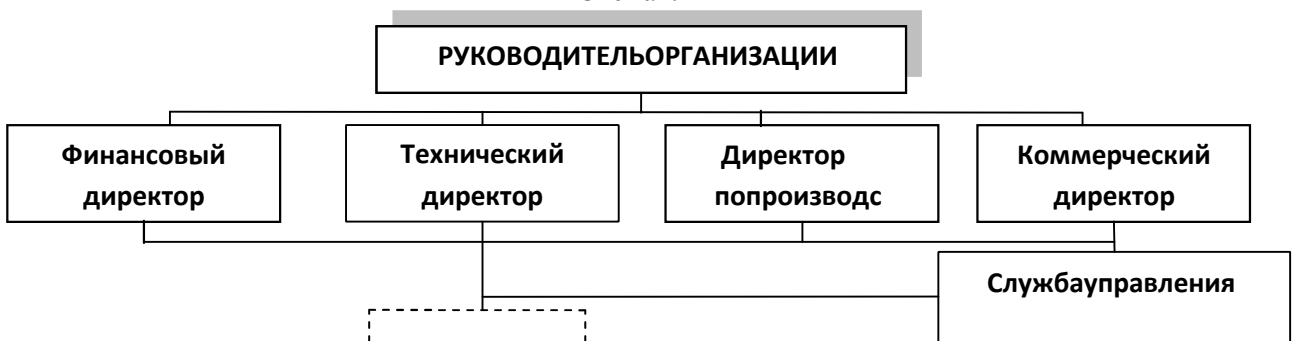 РУКОВОДИТЕЛЬОРГАНИЗАЦИИ
Финансовый
директор
Технический
директор
Директор
попроизводс
Коммерческий
директор
Службауправления